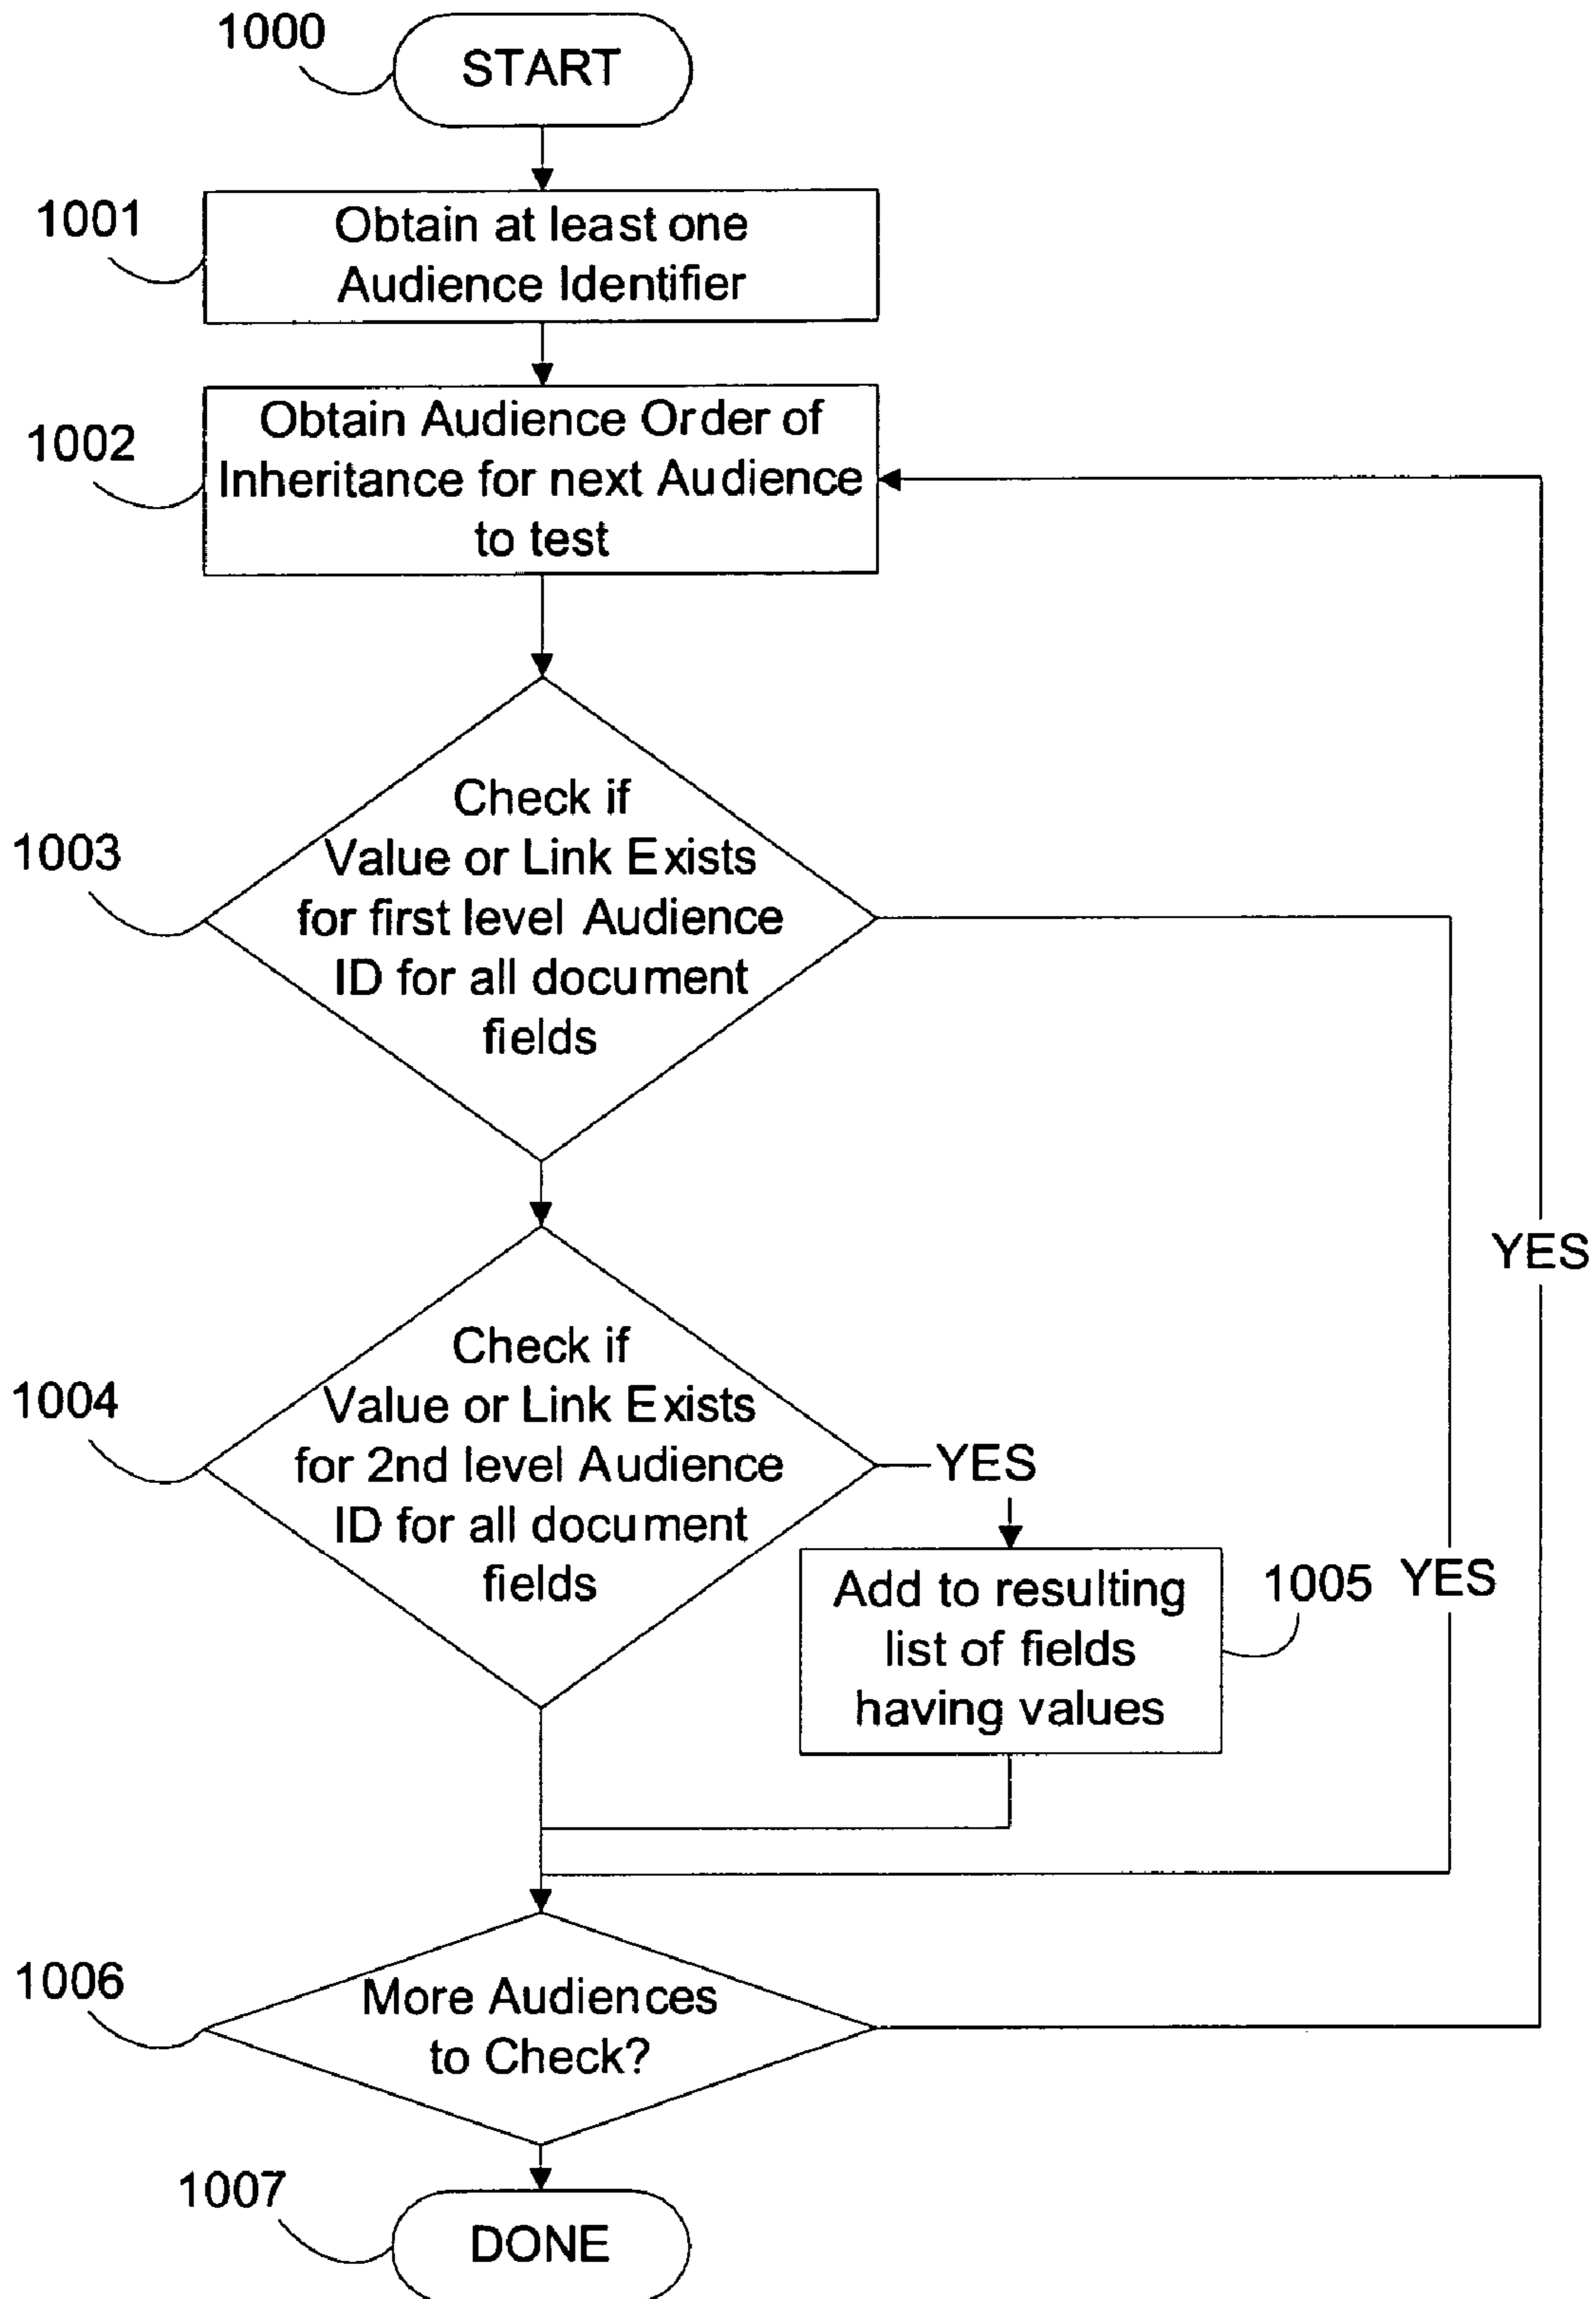 1000
START
1001
Obtain at least one
Audience Identifier
1002
Obtain Audience Order of
Inheritance for next Audience
to test
1003
Check if
Value or Link Exists
for first level Audience
ID for all document
fields
YES
1004
Check if
Value or Link Exists
for 2nd level Audience
ID for all document
fields
YES
Add to resulting
list of fields
having values
1005
YES
1006
More Audiences
to Check?
1007
DONE